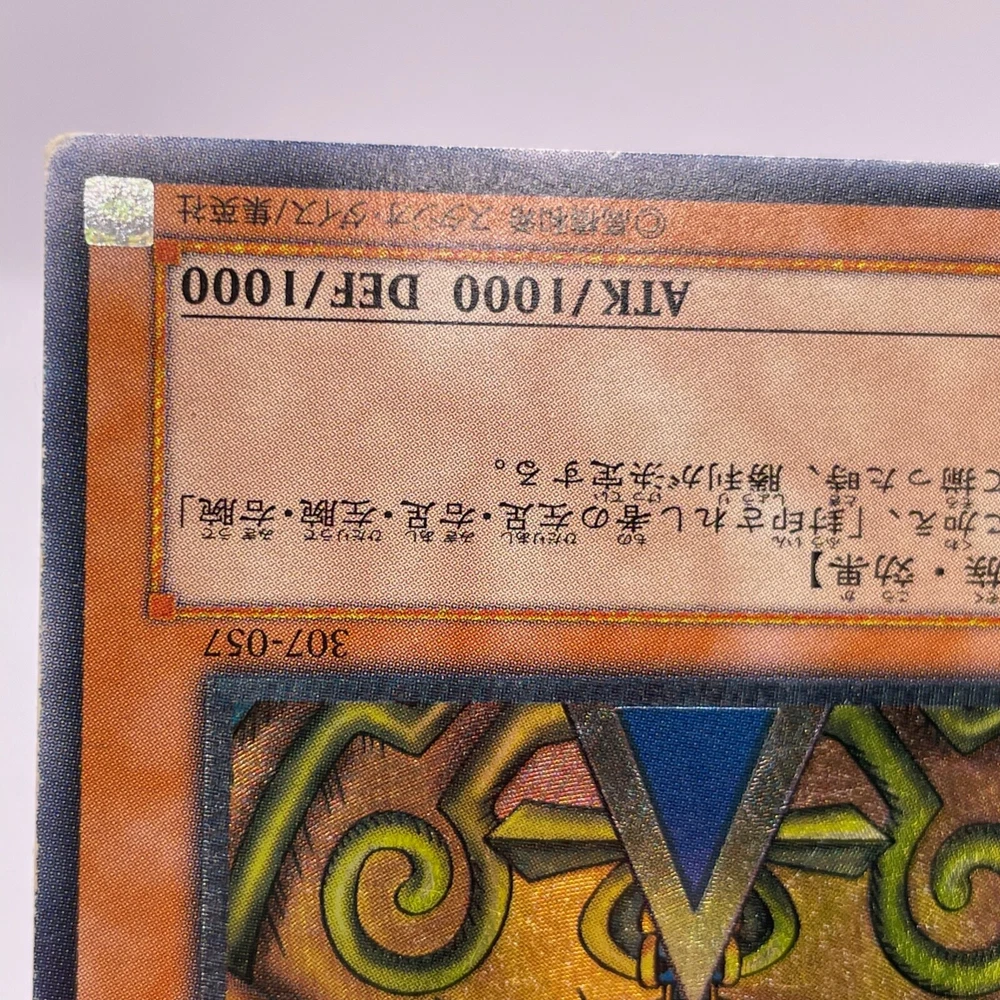 307-057
族・効果】
に加え、「封印されし者の左足・右足・左腕・右腕」
て揃った時、勝利が決定する。
ATK/1000 DEF/1000
©高橋和希 スタジオ・ダイス/集英社